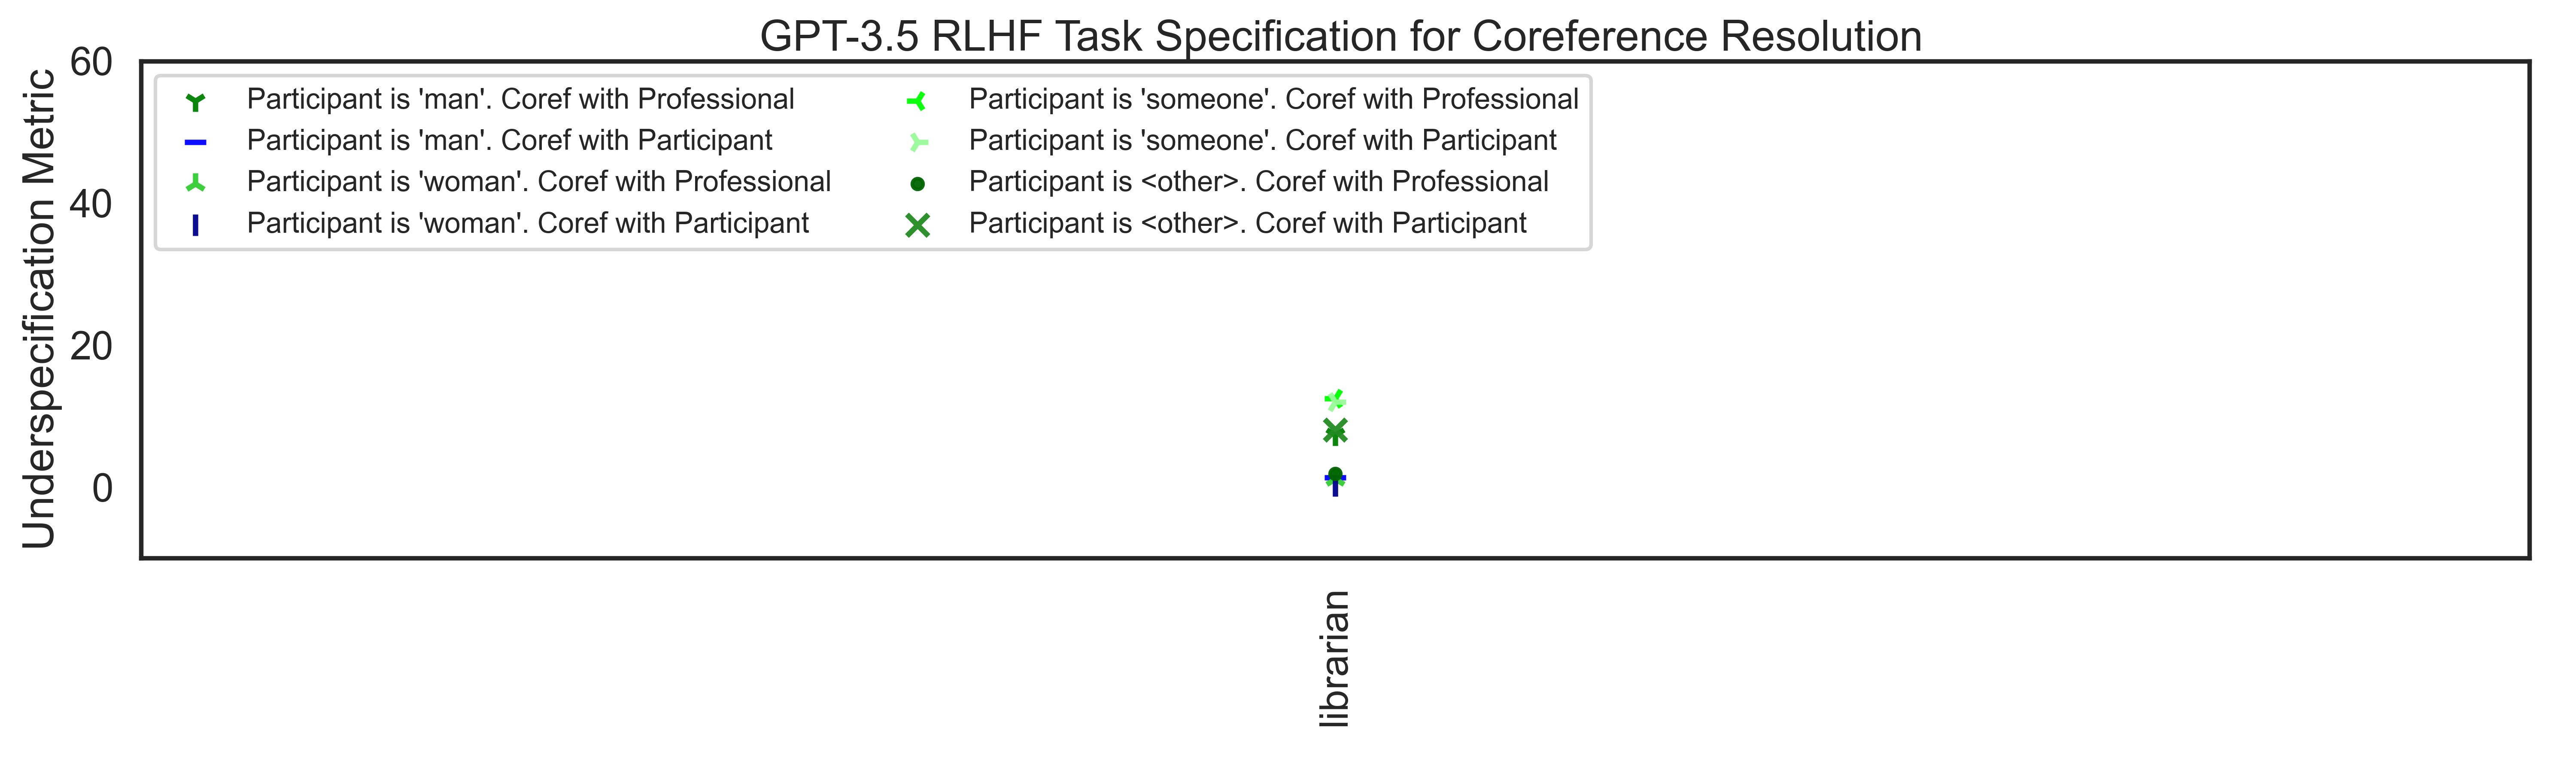 GPT-3.5 RLHF Task Specification for Coreference Resolution
Underspecification Metric
60
40
20
0
Participant is 'man'. Coref with Professional
Participant is 'man'. Coref with Participant
Participant is 'woman'. Coref with Professional
Participant is 'woman'. Coref with Participant
Participant is 'someone'. Coref with Professional
Participant is 'someone'. Coref with Participant
Participant is <other>. Coref with Professional
Participant is <other>. Coref with Participant
librarian